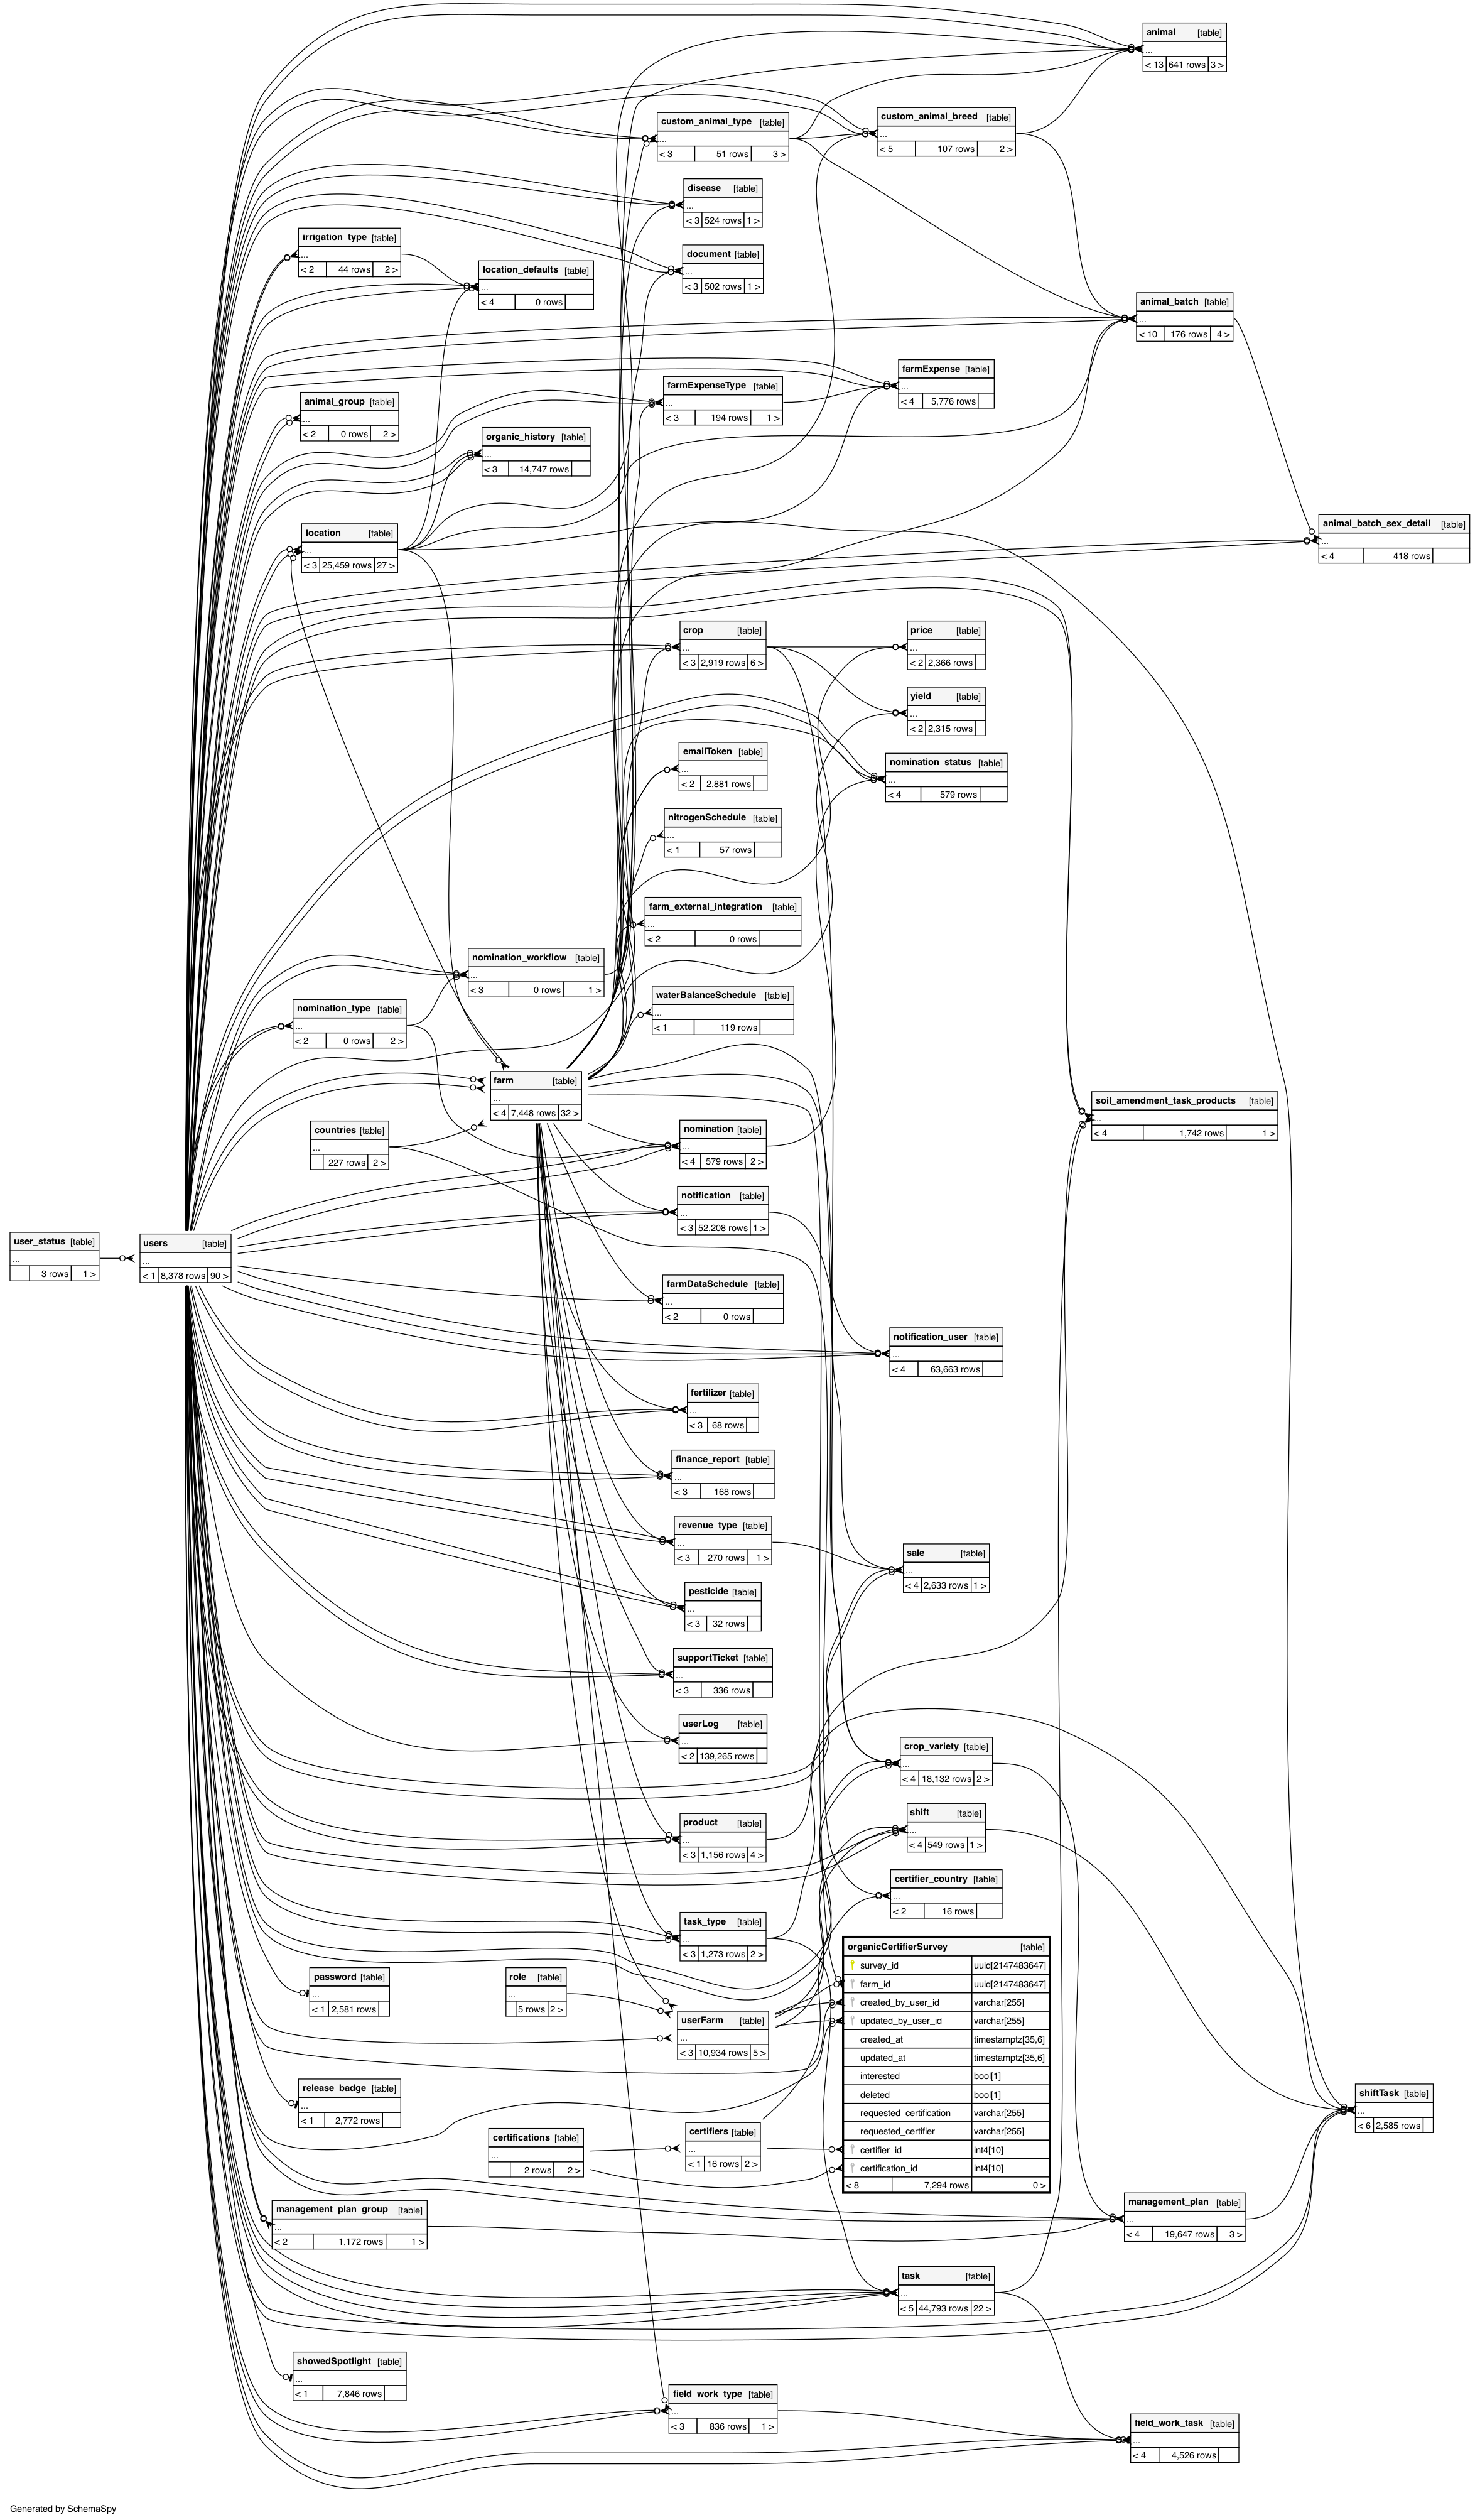 animal [table]
...
< 13 641 rows 3 >
custom_animal_type [table]
...
< 3 51 rows 3 >
custom_animal_breed [table]
...
< 5 107 rows 2 >
disease [table]
...
< 3 524 rows 1 >
irrigation_type [table]
...
< 2 44 rows 2 >
document [table]
...
< 3 502 rows 1 >
location_defaults [table]
...
< 4 0 rows
animal_batch [table]
...
< 10 176 rows 4 >
farmExpense [table]
...
< 4 5,776 rows
farmExpenseType [table]
...
< 3 194 rows 1 >
animal_group [table]
...
< 2 0 rows 2 >
organic_history [table]
...
< 3 14,747 rows
animal_batch_sex_detail [table]
...
< 4 418 rows
location [table]
...
< 3 25,459 rows 27 >
crop [table]
...
< 3 2,919 rows 6 >
price [table]
...
< 2 2,366 rows
yield [table]
...
< 2 2,315 rows
emailToken [table]
...
< 2 2,881 rows
nomination_status [table]
...
< 4 579 rows
nitrogenSchedule [table]
...
< 1 57 rows
farm_external_integration [table]
...
< 2 0 rows
nomination_workflow [table]
...
< 3 0 rows 1 >
waterBalanceSchedule [table]
...
< 1 119 rows
nomination_type [table]
...
< 2 0 rows 2 >
farm [table]
...
< 4 7,448 rows 32 >
soil_amendment_task_products [table]
...
< 4 1,742 rows 1 >
countries [table]
...
227 rows 2 >
nomination [table]
...
< 4 579 rows 2 >
notification [table]
...
< 3 52,208 rows 1 >
user_status [table]
...
3 rows 1 >
users [table]
...
< 1 8,378 rows 90 >
farmDataSchedule [table]
...
< 2 0 rows
notification_user [table]
...
< 4 63,663 rows
fertilizer [table]
...
< 3 68 rows
finance_report [table]
...
< 3 168 rows
revenue_type [table]
...
< 3 270 rows 1 >
sale [table]
...
< 4 2,633 rows 1 >
pesticide [table]
...
< 3 32 rows
supportTicket [table]
...
< 3 336 rows
userLog [table]
...
< 2 139,265 rows
crop_variety [table]
...
< 4 18,132 rows 2 >
product [table]
...
< 3 1,156 rows 4 >
shift [table]
...
< 4 549 rows 1 >
certifier_country [table]
...
< 2 16 rows
task_type [table]
...
< 3 1,273 rows 2 >
password [table]
...
< 1 2,581 rows
role [table]
...
5 rows 2 >
userFarm [table]
...
< 3 10,934 rows 5 >
organicCertifierSurvey [table]
survey_id uuid[2147483647]
farm_id uuid[2147483647]
created_by_user_id varchar[255]
updated_by_user_id varchar[255]
created_at timestamptz[35,6]
updated_at timestamptz[35,6]
interested bool[1]
deleted bool[1]
requested_certification varchar[255]
requested_certifier varchar[255]
certifier_id int4[10]
certification_id int4[10]
< 8 7,294 rows 0 >
release_badge [table]
...
< 1 2,772 rows
shiftTask [table]
...
< 6 2,585 rows
certifications [table]
...
2 rows 2 >
certifiers [table]
...
< 1 16 rows 2 >
management_plan_group [table]
...
< 2 1,172 rows 1 >
management_plan [table]
...
< 4 19,647 rows 3 >
task [table]
...
< 5 44,793 rows 22 >
showedSpotlight [table]
...
< 1 7,846 rows
field_work_type [table]
...
< 3 836 rows 1 >
field_work_task [table]
...
< 4 4,526 rows
Generated by SchemaSpy